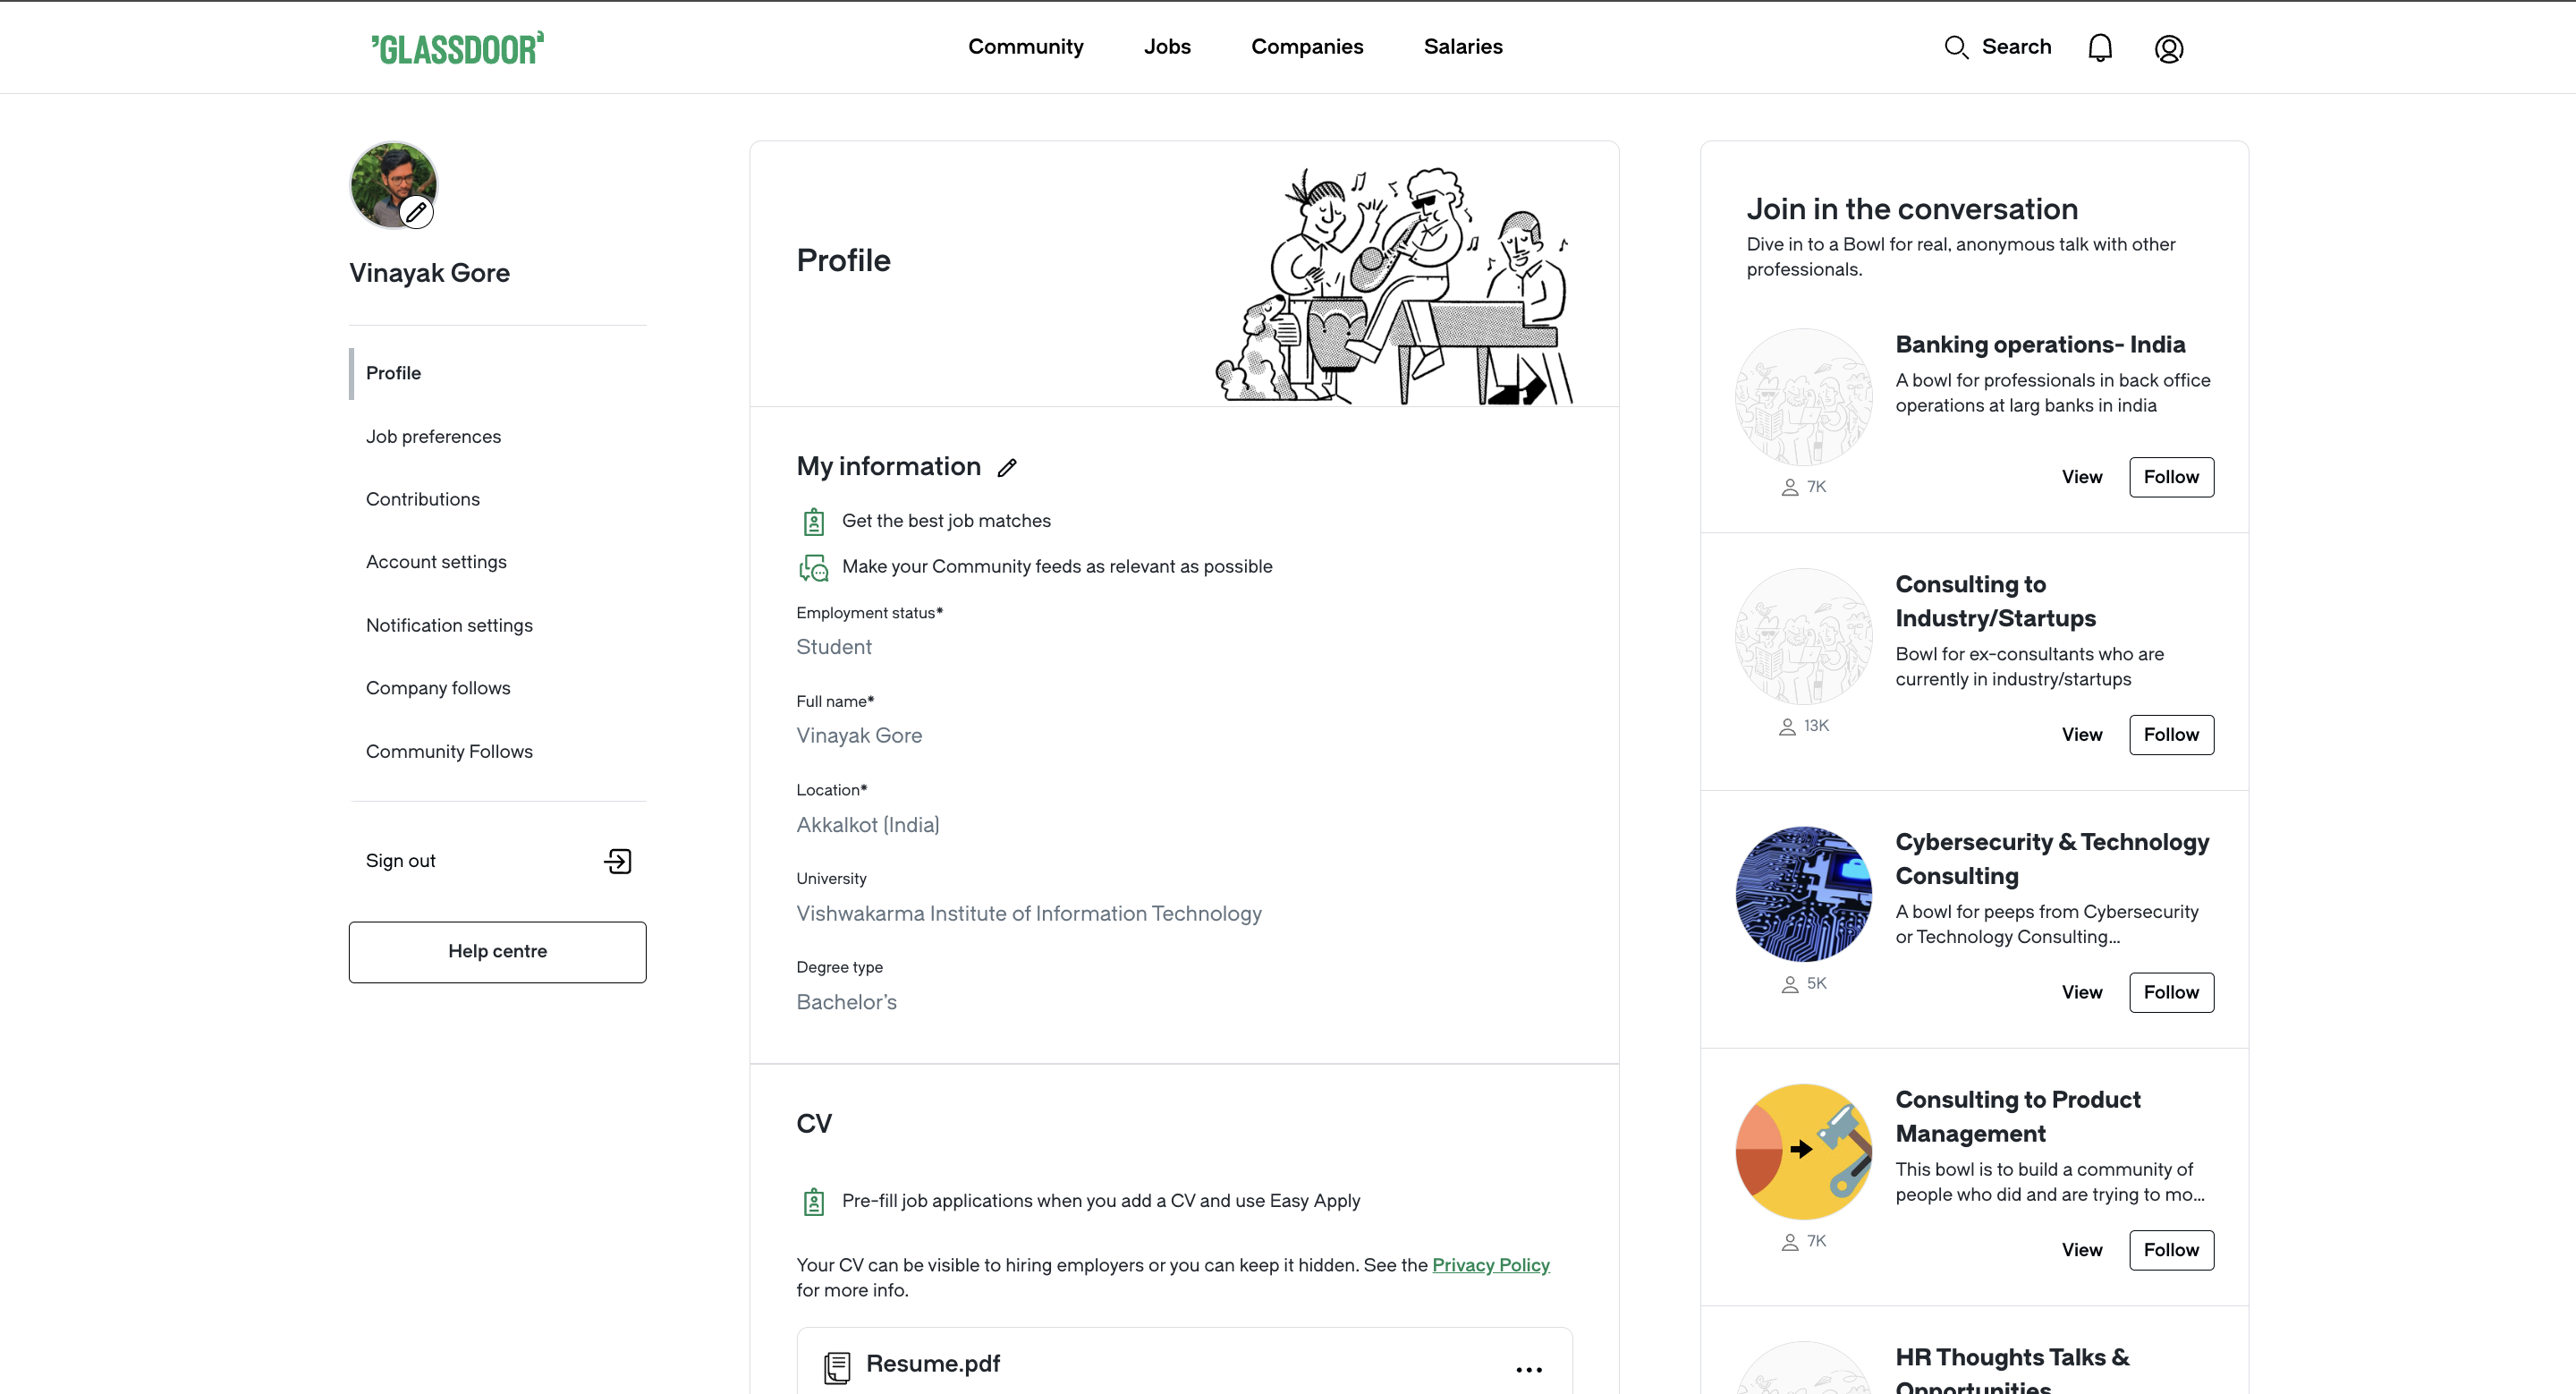 GLASSDOOR
Community
Jobs
Companies
Salaries
Search
Vinayak Gore
Profile
Job preferences
Contributions
Account settings
Notification settings
Company follows
Community Follows
Sign out
Help centre
Profile
My information
Get the best job matches
Make your Community feeds as relevant as possible
Employment status*
Student
Full name*
Vinayak Gore
Location*
Akkalkot (India)
University
Vishwakarma Institute of Information Technology
Degree type
Bachelor's
CV
Pre-fill job applications when you add a CV and use Easy Apply
Your CV can be visible to hiring employers or you can keep it hidden. See the Privacy Policy
for more info.
Resume.pdf
Join in the conversation
Dive in to a Bowl for real, anonymous talk with other
professionals.
Banking operations- India
A bowl for professionals in back office
operations at larg banks in india
7K
View
Follow
Consulting to
Industry/Startups
Bowl for ex-consultants who are
currently in industry/startups
13K
View
Follow
Cybersecurity & Technology
Consulting
A bowl for peeps from Cybersecurity
or Technology Consulting...
5K
View
Follow
Consulting to Product
Management
This bowl is to build a community of
people who did and are trying to mo...
7K
View
Follow
HR Thoughts Talks &
Opportunities